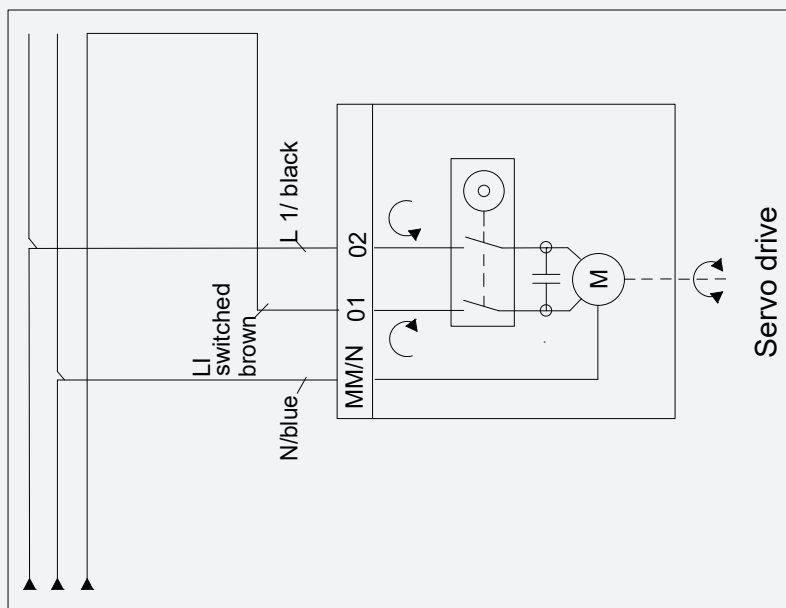 L 1/ black
LI
switched
brown
N/blue
02
01
MM/N
M
Servo drive